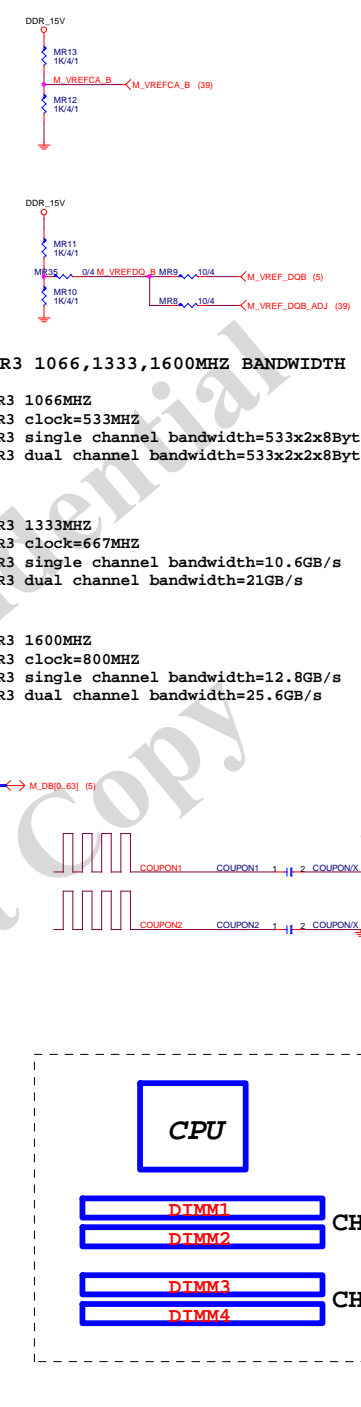 DDR_15V
MR13
1K/4/1
M_VREFCA_B
M_VREFCA_B (39)
MR12
1K/4/1
DDR_15V
MR11
1K/4/1
MR35 0/4 M_VREFDQ_B MR9 10/4 M_VREF_DQB (5)
MR10
1K/4/1
MR8 10/4 M_VREF_DQB_ADJ (39)
R3 1066,1333,1600MHZ BANDWIDTH
R3 1066MHZ
R3 clock=533MHZ
R3 single channel bandwidth=533x2x8Byt
R3 dual channel bandwidth=533x2x2x8Byt
R3 1333MHZ
R3 clock=667MHZ
R3 single channel bandwidth=10.6GB/s
R3 dual channel bandwidth=21GB/s
R3 1600MHZ
R3 clock=800MHZ
R3 single channel bandwidth=12.8GB/s
R3 dual channel bandwidth=25.6GB/s
M_DB[0..63] (5)
COUPON1 COUPON1 1 2 COUPON/X
COUPON2 COUPON2 1 2 COUPON/X
CPU
DIMM1
CH
DIMM2
DIMM3
CH
DIMM4
Copy